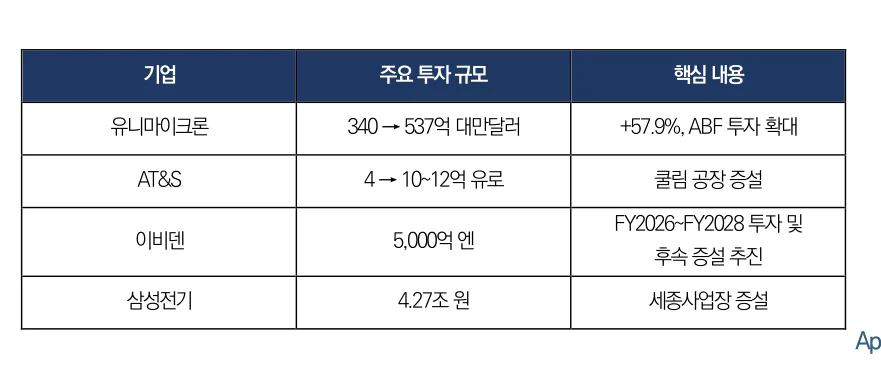 기업 주요 투자 규모 핵심 내용
유니마이크론 340 → 537억 대만달러 +57.9%, ABF 투자 확대
AT&S 4 → 10~12억 유로 쿨림 공장 증설
이비덴 5,000억 엔 FY2026~FY2028 투자 및
후속 증설 추진
삼성전기 4.27조 원 세종사업장 증설
Ap